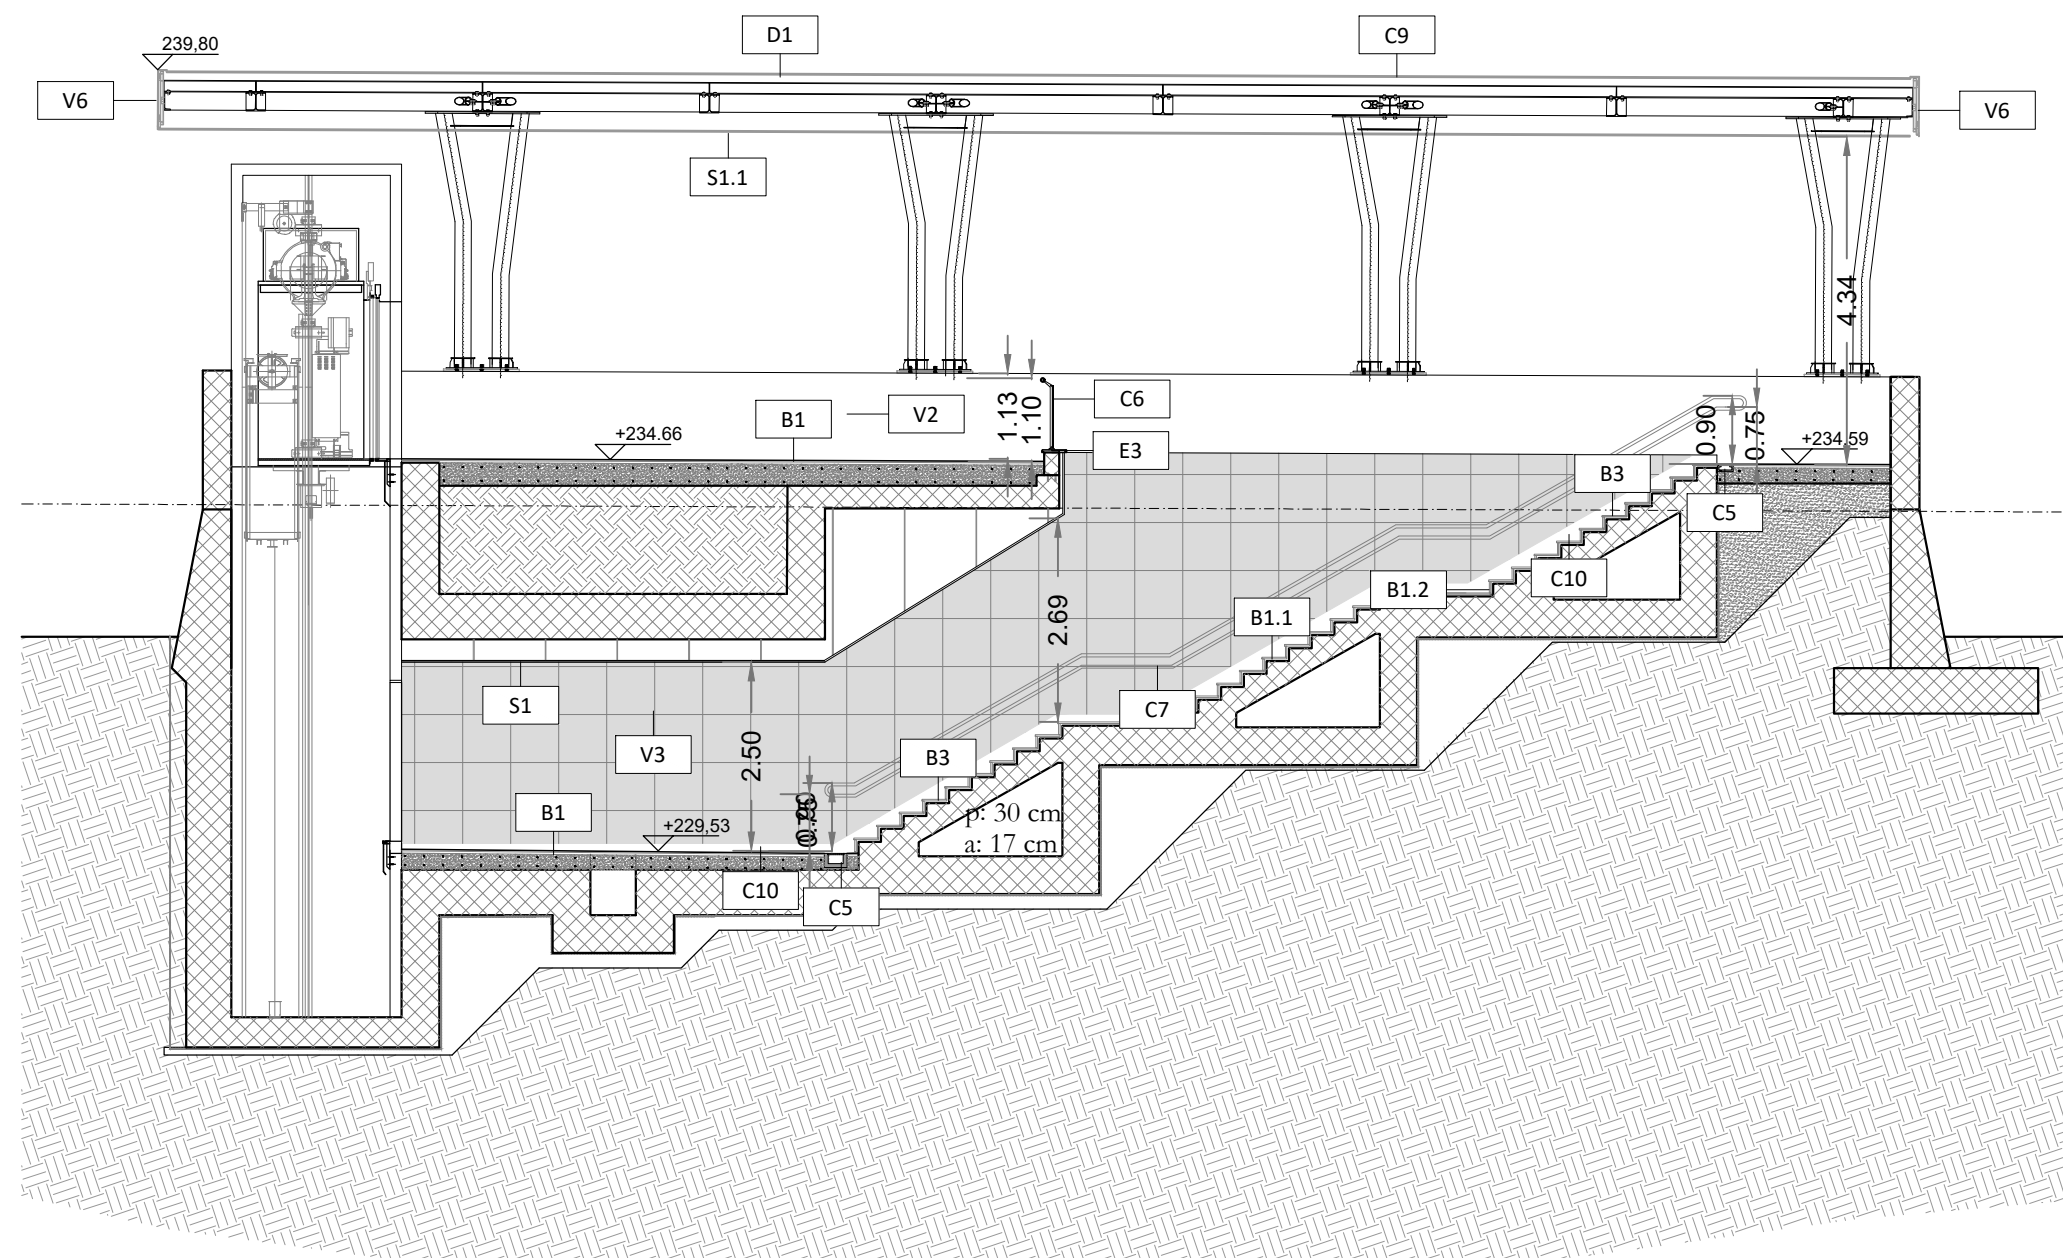 D1
C9
239,80
V6
V6
S1.1
4.34
1.13
1.10
C6
V2
B1
+234.66
E3
0.90
0.75
+234,59
B3
C5
C10
B1.2
B1.1
2.69
S1
C7
V3
2.50
B3
B1
+229,53
p: 30 cm
a: 17 cm
C10
C5